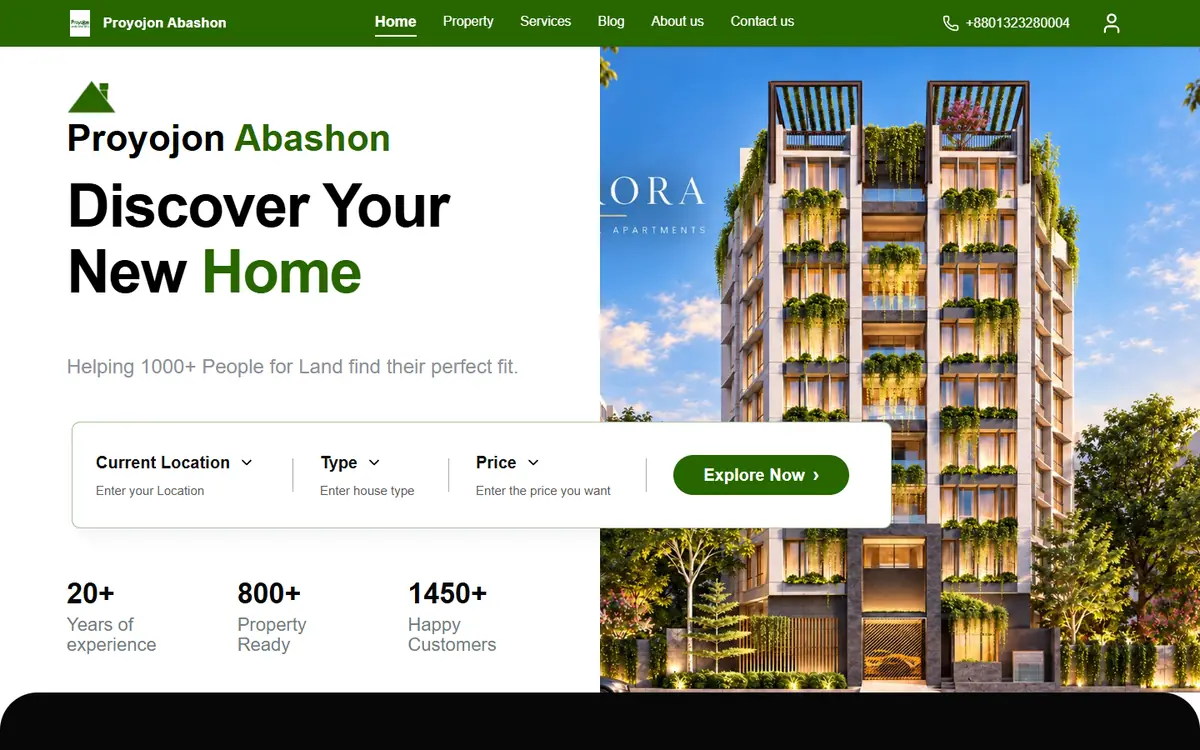 Proyojon Abashon
Home Property Services Blog About us Contact us
+8801323280004
Proyojon Abashon
Discover Your
New Home
Helping 1000+ People for Land find their perfect fit.
Current Location
Enter your Location
Type
Enter house type
Price
Enter the price you want
Explore Now ›
20+
Years of
experience
800+
Property
Ready
1450+
Happy
Customers
ORA
APARTMENTS